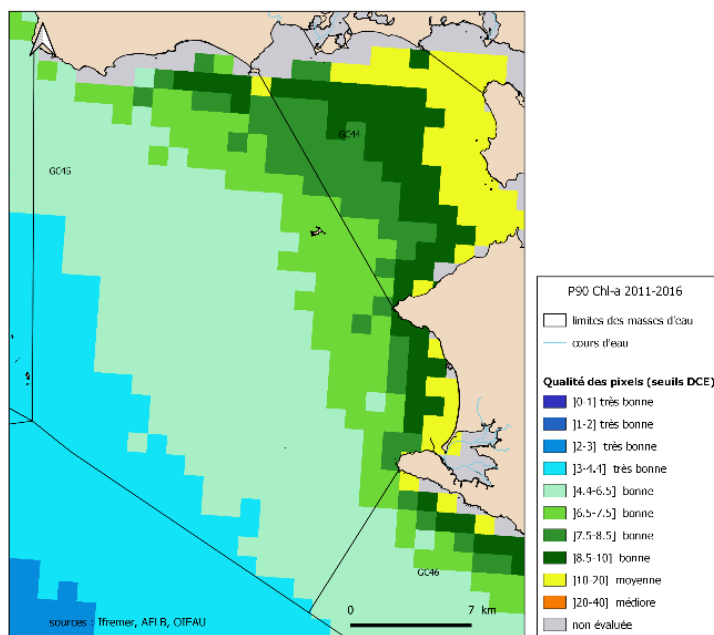 GC44
GC45
GC46
0 7 km
sources : Ifremer, AELB, OIEAU
P90 Chl-a 2011-2016
limites des masses d'eau
cours d'eau
Qualité des pixels (seuils DCE)
]0-1] très bonne
]1-2] très bonne
]2-3] très bonne
]3-4.4] très bonne
]4.4-6.5] bonne
]6.5-7.5] bonne
]7.5-8.5] bonne
]8.5-10] bonne
]10-20] moyenne
]20-40] médiore
non évaluée